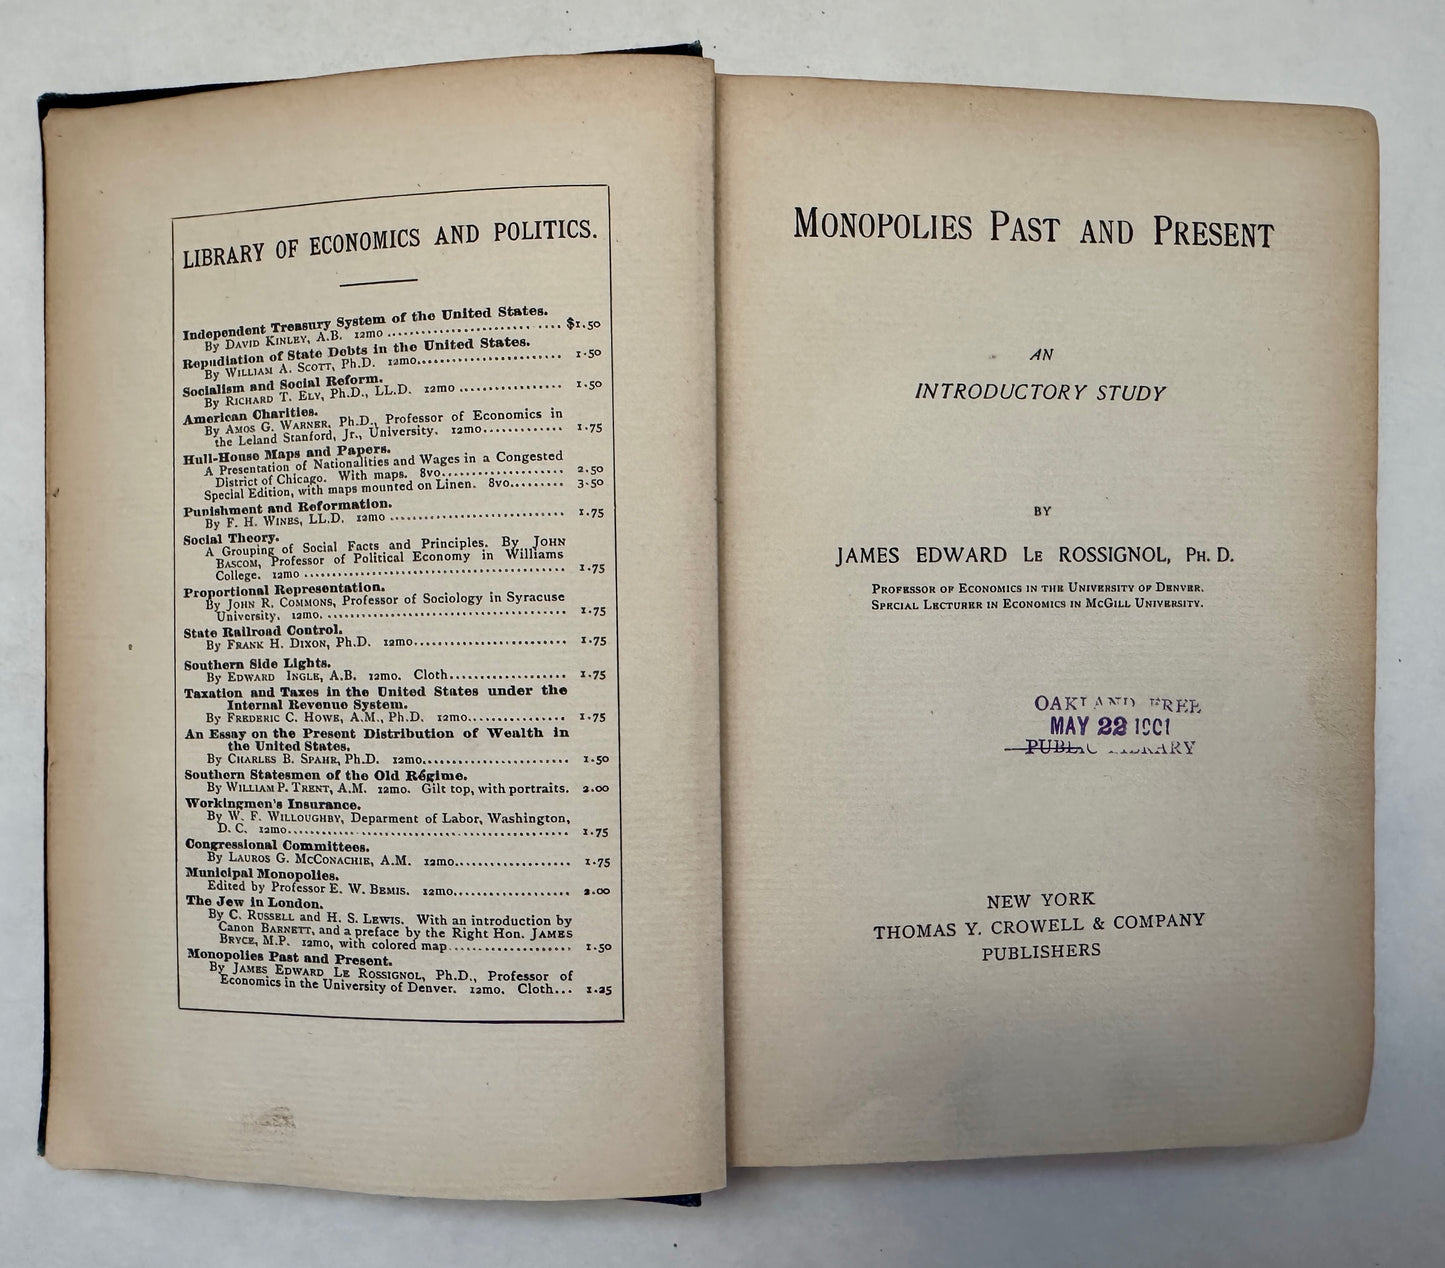 LIBRARY OF ECONOMICS AND POLITICS.
Independent Treasury System of the United States.
By DAVID KINLEY, A.B. 12mo ........................ $1.50
Repudiation of State Debts in the United States.
By WILLIAM A. SCOTT, Ph.D. 12mo........................ 1.50
Socialism and Social Reform.
By RICHARD T. ELY, Ph.D., LL.D. 12mo ................ 1.50
American Charities.
By AMOS G. WARNER, Ph.D., Professor of Economics in
the Leland Stanford, Jr., University. 12mo............. 1.75
Hull-House Maps and Papers.
A Presentation of Nationalities and Wages in a Congested
District of Chicago. With maps. 8vo................... 2.50
Special Edition, with maps mounted on Linen. 8vo......... 3.50
Punishment and Reformation.
By F. H. WINES, LL.D. 12mo ........................... 1.75
Social Theory.
A Grouping of Social Facts and Principles. By JOHN
BASCOM, Professor of Political Economy in Williams
College. 12mo ........................................ 1.75
Proportional Representation.
By JOHN R. COMMONS, Professor of Sociology in Syracuse
University. 12mo. ..................................... 1.75
State Railroad Control.
By FRANK H. DIXON, Ph.D. 12mo........................ 1.75
Southern Side Lights.
By EDWARD INGLE, A.B. 12mo. Cloth................... 1.75
Taxation and Taxes in the United States under the
Internal Revenue System.
By FREDERIC C. HOWE, A.M., Ph.D. 12mo................ 1.75
An Essay on the Present Distribution of Wealth in
the United States.
By CHARLES B. SPAHR, Ph.D. 12mo....................... 1.50
Southern Statesmen of the Old Régime.
By WILLIAM P. TRENT, A.M. 12mo. Gilt top, with portraits. 2.00
Workingmen's Insurance.
By W. F. WILLOUGHBY, Deparment of Labor, Washington,
D. C. 12mo............................................. 1.75
Congressional Committees.
By LAUROS G. McCONACHIE, A.M. 12mo................... 1.75
Municipal Monopolies.
Edited by Professor E. W. BEMIS. 12mo................... 2.00
The Jew in London.
By C. RUSSELL and H. S. LEWIS. With an introduction by
Canon BARNETT, and a preface by the Right Hon. JAMES
BRYCE, M.P. 12mo, with colored map.................... 1.50
Monopolies Past and Present.
By JAMES EDWARD LE ROSSIGNOL, Ph.D., Professor of
Economics in the University of Denver. 12mo. Cloth... 1.25
MONOPOLIES PAST AND PRESENT
AN
INTRODUCTORY STUDY
BY
JAMES EDWARD LE ROSSIGNOL, PH. D.
PROFESSOR OF ECONOMICS IN THE UNIVERSITY OF DENVER.
SPECIAL LECTURER IN ECONOMICS IN McGILL UNIVERSITY.
OAKLAND FREE
MAY 22 1901
PUBLIC LIBRARY
NEW YORK
THOMAS Y. CROWELL & COMPANY
PUBLISHERS